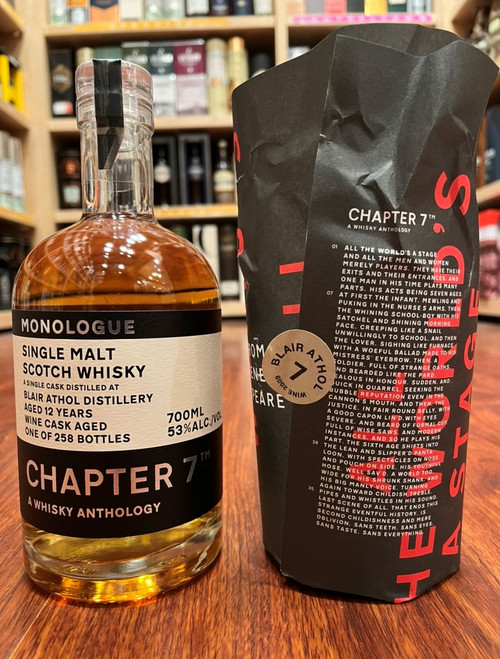 7
MONOLOGUE
SINGLE MALT
SCOTCH WHISKY
A SINGLE CASK DISTILLED AT
BLAIR ATHOL DISTILLERY
AGED 12 YEARS
WINE CASK AGED
ONE OF 258 BOTTLES
700ML
53%ALC./VOL
CHAPTER 7™
A WHISKY ANTHOLOGY
CHAPTER 7™
A WHISKY ANTHOLOGY
01 ALL THE WORLD'S A STAGE
AND ALL THE MEN AND WOMEN
MERELY PLAYERS. THEY HAVE THEIR
EXITS AND THEIR ENTRANCES. AND
ONE MAN IN HIS TIME PLAYS MANY
PARTS. HIS ACTS BEING SEVEN AGES
07 AT FIRST THE INFANT. MEWLING AND
PUKING IN THE NURSE'S ARMS. THEN
THE WHINING SCHOOL-BOY WITH HIS
SATCHEL AND SHINING MORNING
FACE. CREEPING LIKE A SNAIL
UNWILLINGLY TO SCHOOL. AND THEN
THE LOVER. SIGHING LIKE FURNACE.
WITH A WOEFUL BALLAD MADE TO HIS
MISTRESS' EYEBROW. THEN A
SOLDIER. FULL OF STRANGE OATHS
AND BEARDED LIKE THE PARD.
JEALOUS IN HONOUR. SUDDEN. AND
QUICK IN QUARREL. SEEKING THE
BUBBLE REPUTATION EVEN IN THE
CANNON'S MOUTH. AND THEN THE
JUSTICE. IN FAIR ROUND BELLY. WITH
A GOOD CAPON LIN'D. WITH EYES
SEVERE. AND BEARD OF FORMAL CUT
FULL OF WISE SAWS. AND MODERN
INSTANCES. AND SO HE PLAYS HIS
28 PART. THE SIXTH AGE SHIFTS INTO
THE LEAN AND SLIPPER'D PANTA
LOON. WITH SPECTACLES ON NOSE
AND POUCH ON SIDE. HIS YOUTHFUL
HOSE. WELL SAV'D. A WORLD TOO
WIDE FOR HIS SHRUNK SHANK. AND
HIS BIG MANLY VOICE. TURNING
AGAIN TOWARD CHILDISH TREBLE.
PIPES AND WHISTLES IN HIS SOUND.
LAST SCENE OF ALL. THAT ENDS THIS
STRANGE EVENTFUL HISTORY. IS
SECOND CHILDISHNESS AND MERE
OBLIVION. SANS TEETH. SANS EYES.
SANS TASTE. SANS EVERYTHING.
BLAIR ATHOL
7
WINE 2009
EARE
HE WORLD'S
A STAGE